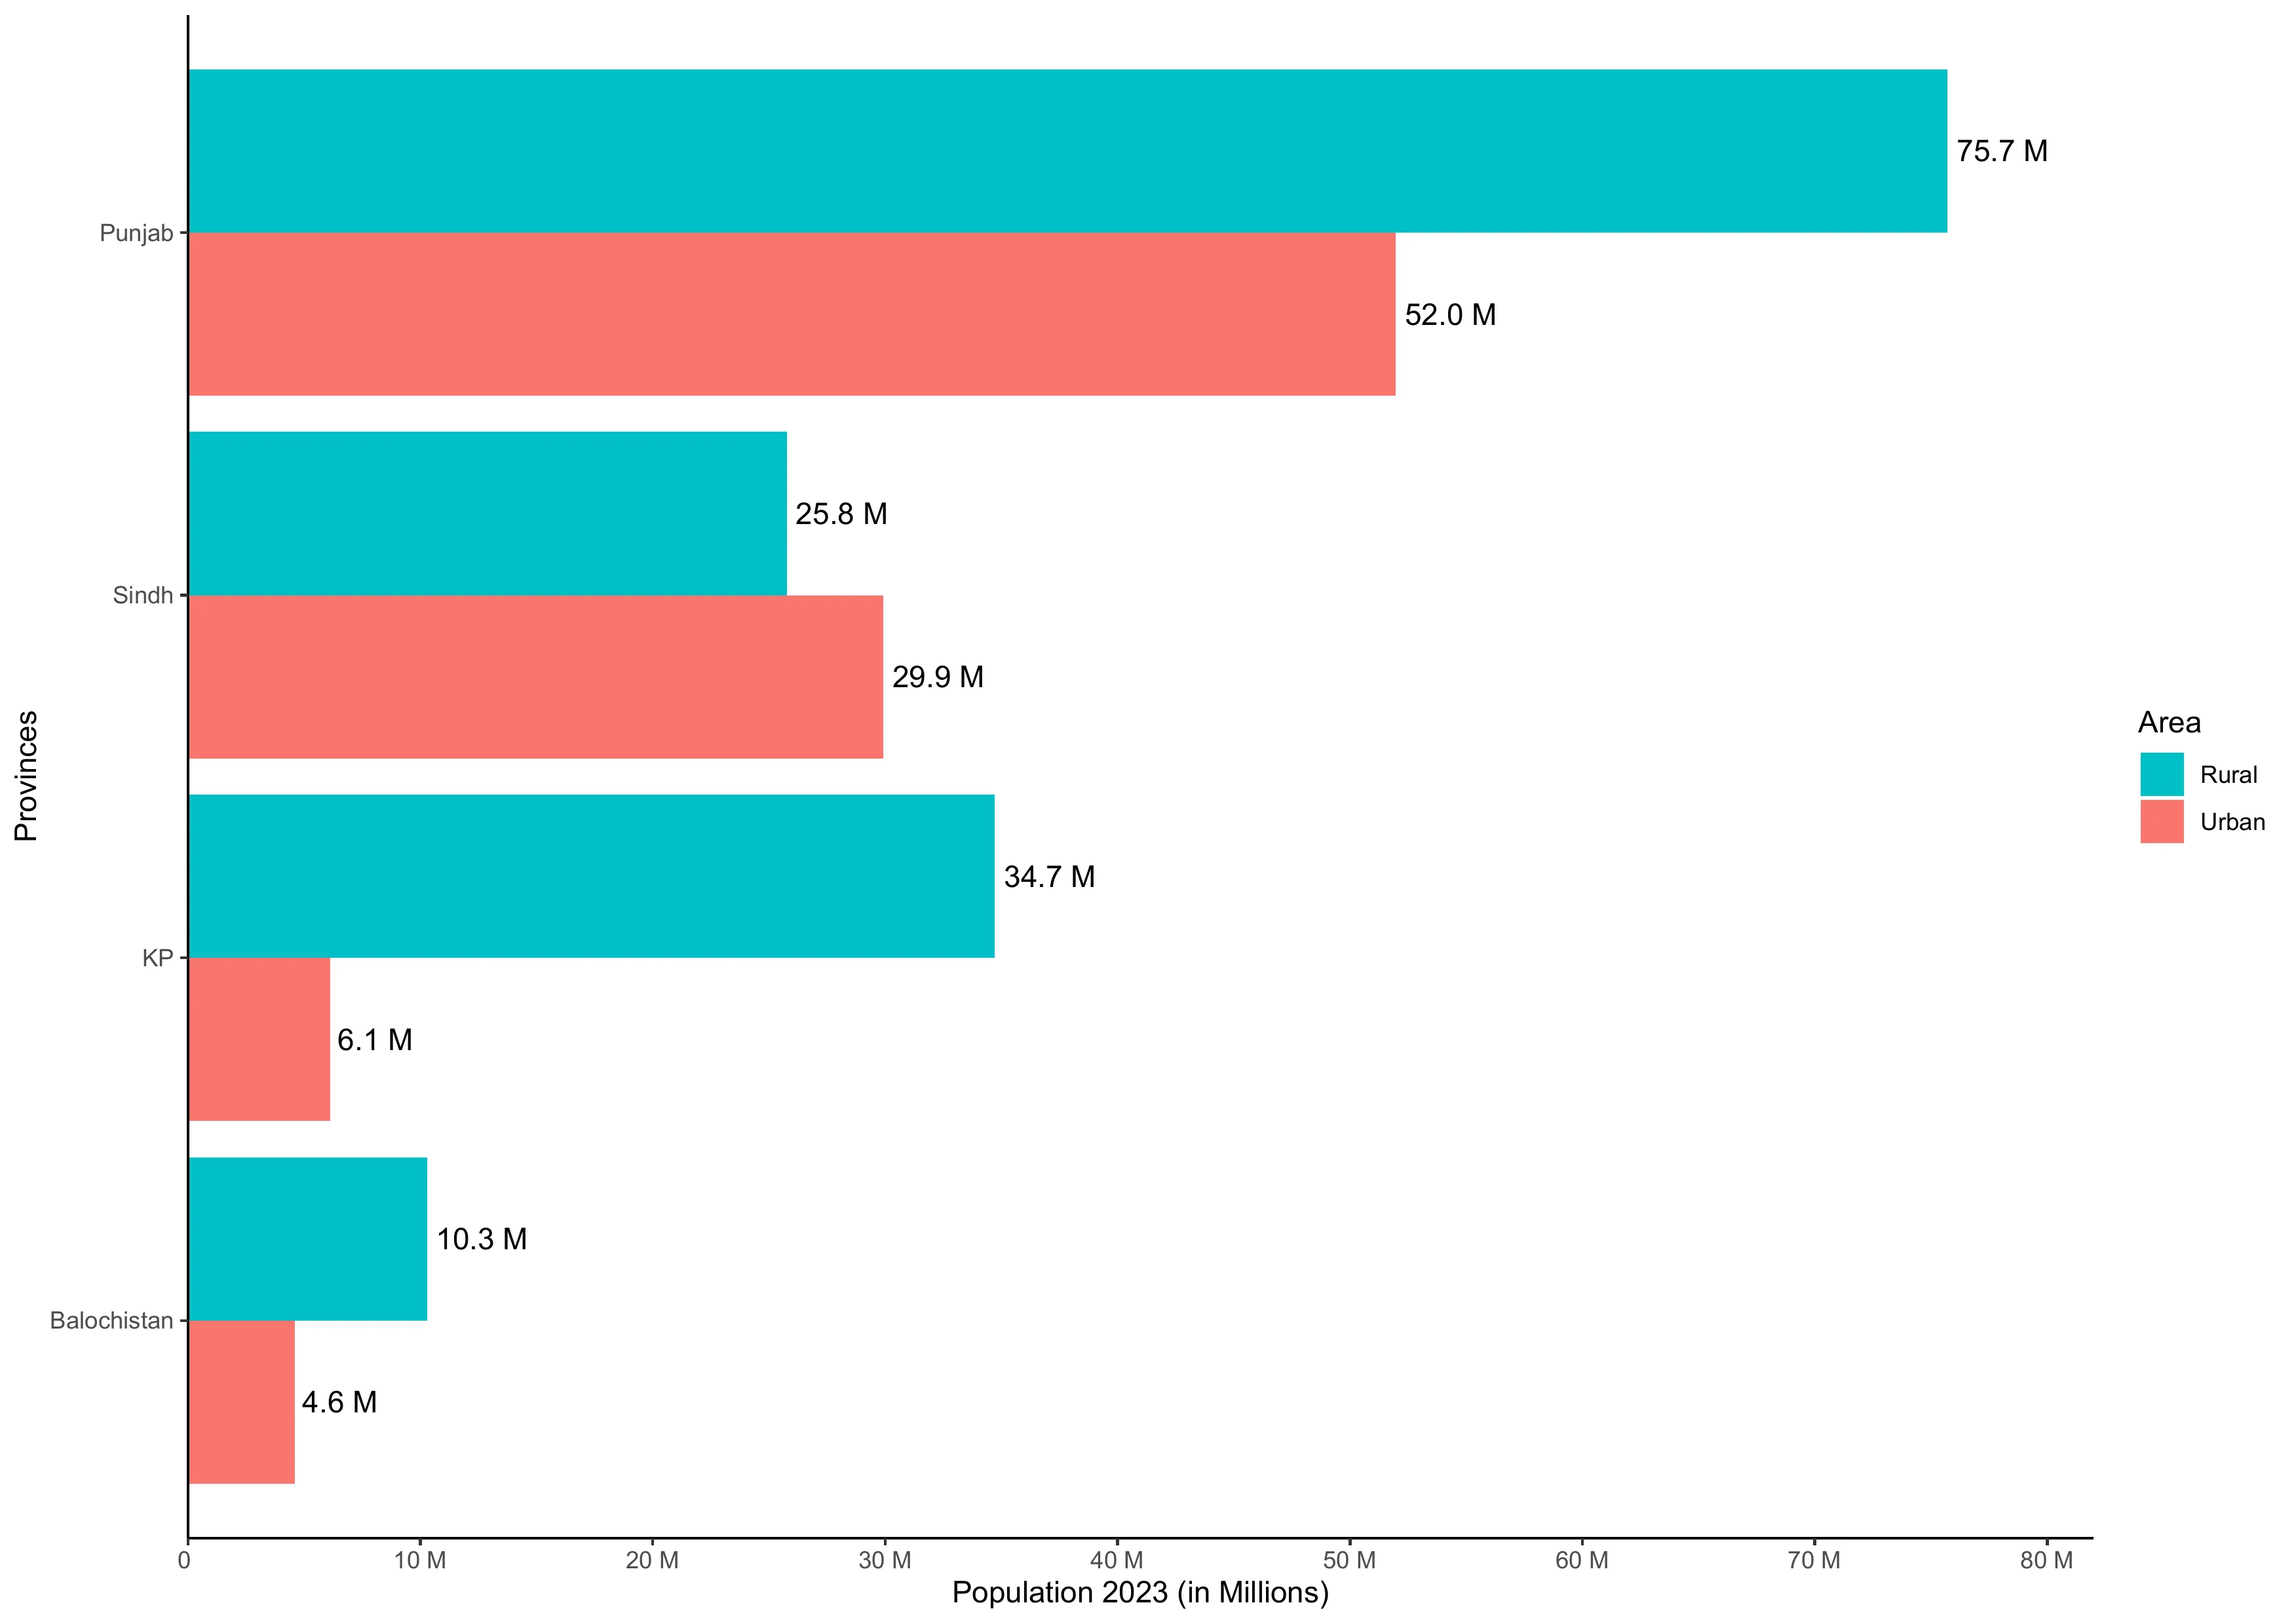 75.7 M
Punjab
52.0 M
25.8 M
Sindh
29.9 M
Provinces
Area
Rural
Urban
34.7 M
KP
6.1 M
10.3 M
Balochistan
4.6 M
0 10 M 20 M 30 M 40 M 50 M 60 M 70 M 80 M
Population 2023 (in Millions)